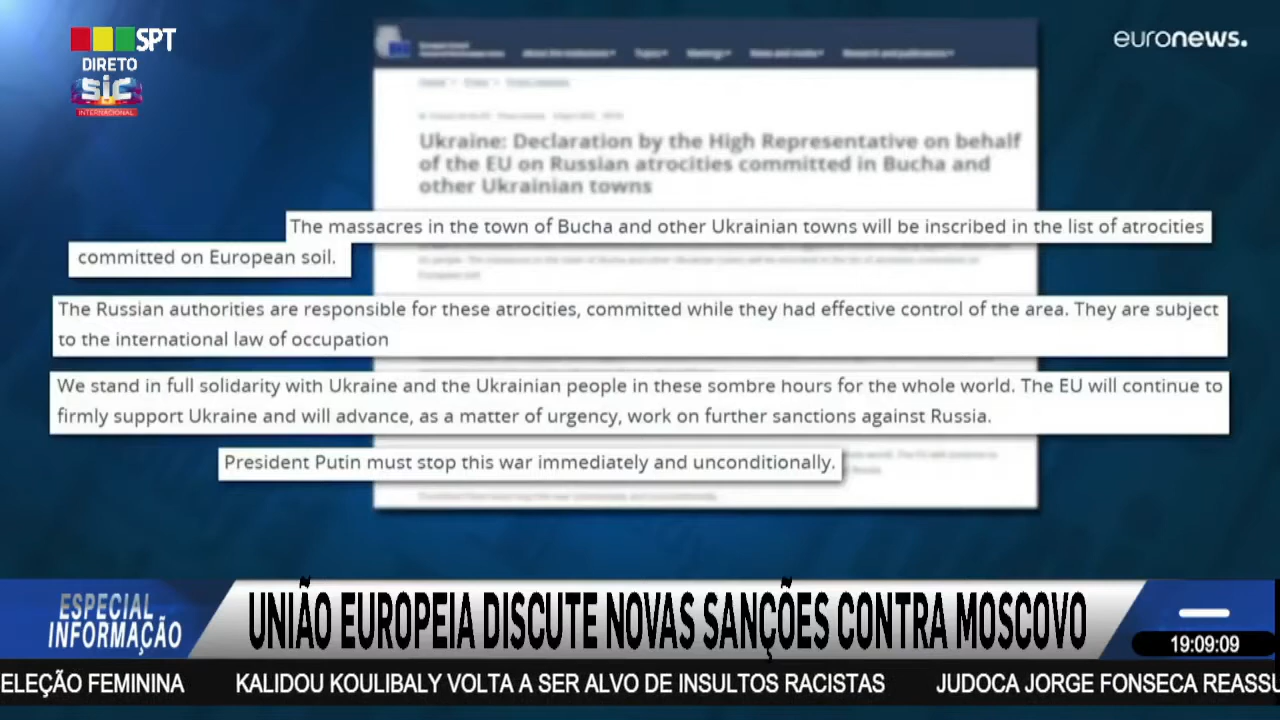 SPT
DIRETO
SIC
INTERNACIONAL
euronews.
Ukraine: Declaration by the High Representative on behalf
of the EU on Russian atrocities committed in Bucha and
other Ukrainian towns
The massacres in the town of Bucha and other Ukrainian towns will be inscribed in the list of atrocities
committed on European soil.
The Russian authorities are responsible for these atrocities, committed while they had effective control of the area. They are subject
to the international law of occupation
We stand in full solidarity with Ukraine and the Ukrainian people in these sombre hours for the whole world. The EU will continue to
firmly support Ukraine and will advance, as a matter of urgency, work on further sanctions against Russia.
President Putin must stop this war immediately and unconditionally.
ESPECIAL
INFORMAÇÃO
UNIÃO EUROPEIA DISCUTE NOVAS SANÇÕES CONTRA MOSCOVO
19:09:09
ELEÇÃO FEMININA KALIDOU KOULIBALY VOLTA A SER ALVO DE INSULTOS RACISTAS JUDOCA JORGE FONSECA REASSU